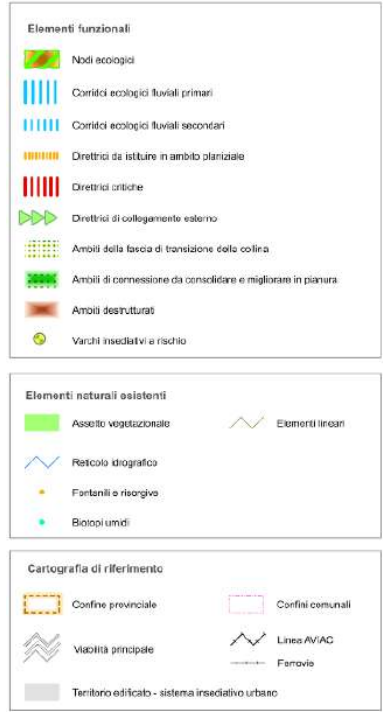 Elementi funzionali
Nodi ecologici
Corridoi ecologici fluviali primari
Corridoi ecologici fluviali secondari
Direttrici da istituire in ambito planiziale
Direttrici critiche
Direttrici di collegamento esterno
Ambiti della fascia di transizione della collina
Ambiti di connessione da consolidare e migliorare in pianura
Ambiti destrutturati
Varchi insediativi a rischio
Elementi naturali esistenti
Assetto vegetazionale
Elementi lineari
Reticolo idrografico
Fontanili e risorgive
Biotopi umidi
Cartografia di riferimento
Confine provinciale
Confini comunali
Viabilità principale
Linea AV/AC
Ferrovie
Territorio edificato - sistema insediativo urbano